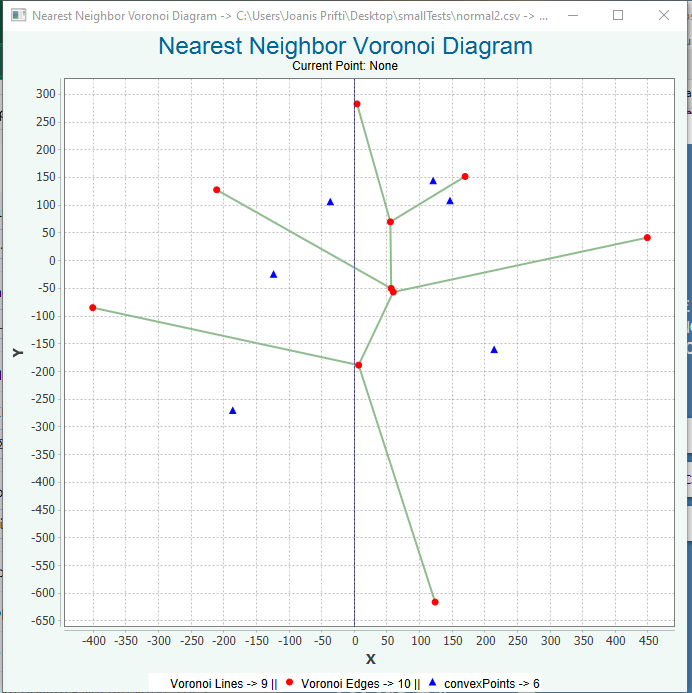 Nearest Neighbor Voronoi Diagram -> C:\Users\Joanis Prifti\Desktop\smallTests\normal2.csv -> ...
Nearest Neighbor Voronoi Diagram
Current Point: None
300
250
200
150
100
50
0
-50
-100
-150
-200
-250
-300
-350
-400
-450
-500
-550
-600
-650
Y
-400 -350 -300 -250 -200 -150 -100 -50 0 50 100 150 200 250 300 350 400 450
X
Voronoi Lines -> 9 || Voronoi Edges -> 10 || convexPoints -> 6